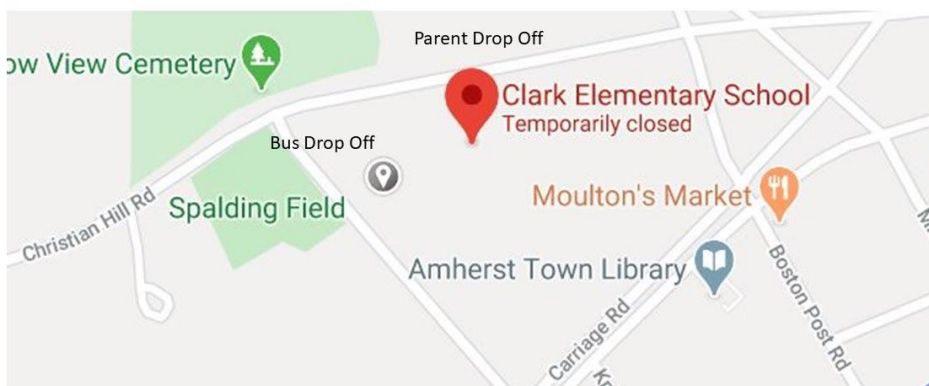 Parent Drop Off
ow View Cemetery
Clark Elementary School
Temporarily closed
Bus Drop Off
Moulton's Market
Spalding Field
Christian Hill Rd
Amherst Town Library
Boston Post Rd
Carriage Rd